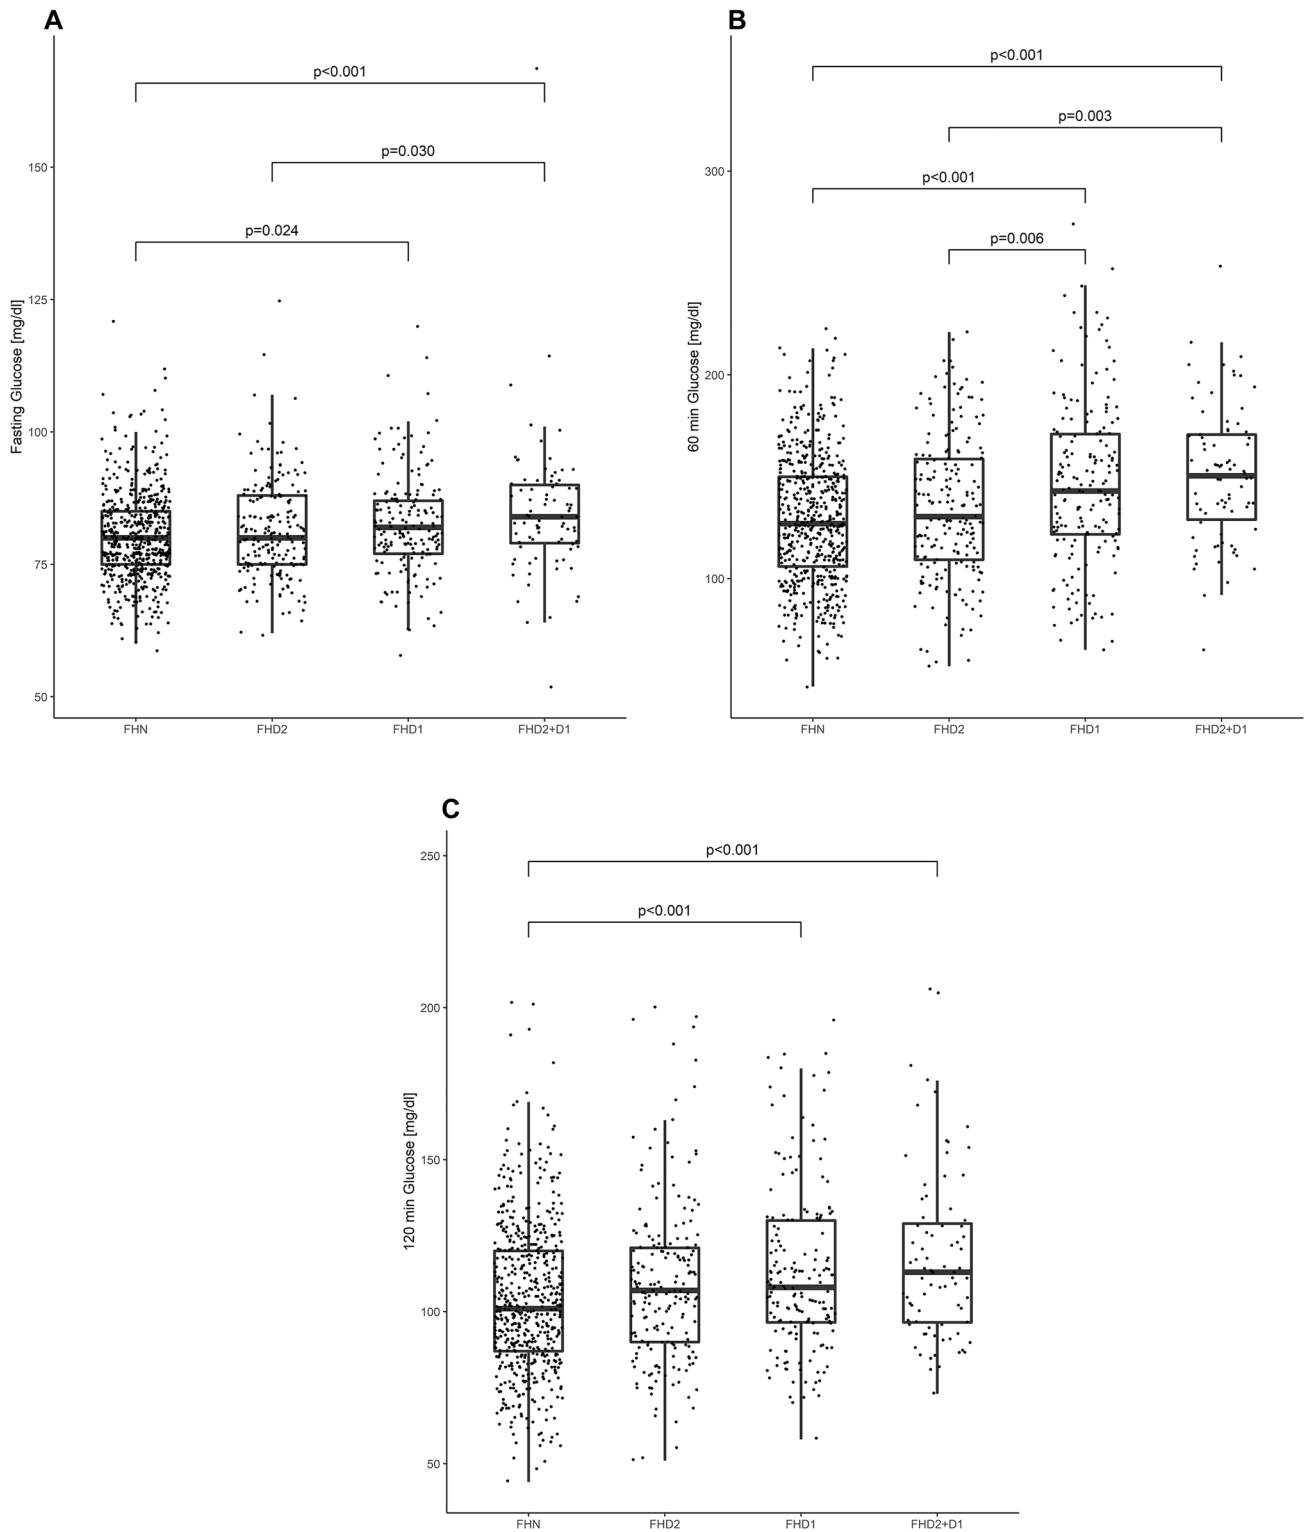 A
p<0.001
p=0.030
p=0.024
Fasting Glucose [mg/dl]
150
125
100
75
50
FHN FHD2 FHD1 FHD2+D1
B
p<0.001
p=0.003
p<0.001
p=0.006
60 min Glucose [mg/dl]
300
200
100
FHN FHD2 FHD1 FHD2+D1
C
p<0.001
p<0.001
120 min Glucose [mg/dl]
250
200
150
100
50
FHN FHD2 FHD1 FHD2+D1